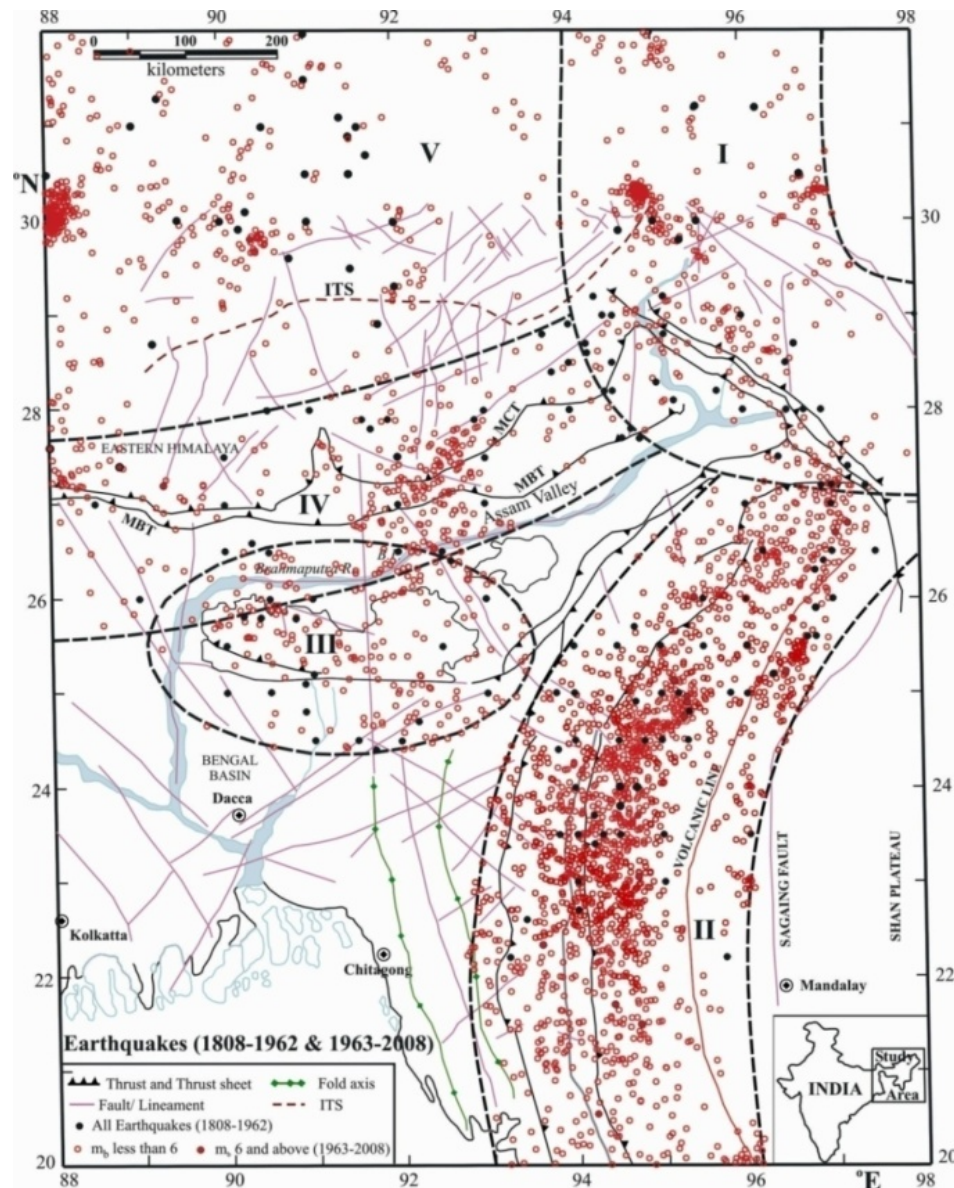 88 90 92 94 96 98
0 100 200
kilometers
V
I
°N
30
30
ITS
28
28
EASTERN HIMALAYA
MCT
MBT
MBT
IV
Assam Valley
Brahmaputra R.
26
26
III
BENGAL
BASIN
24
24
Dacca
VOLCANIC LINE
SAGAING FAULT
SHAN PLATEAU
II
Kolkatta
Chitagong
22
22
Mandalay
Earthquakes (1808-1962 & 1963-2008)
Thrust and Thrust sheet Fold axis
Fault/ Lineament ITS
All Earthquakes (1808-1962)
mb less than 6 ms 6 and above (1963-2008)
INDIA
Study
Area
20
20
88 90 92 94 96 °E